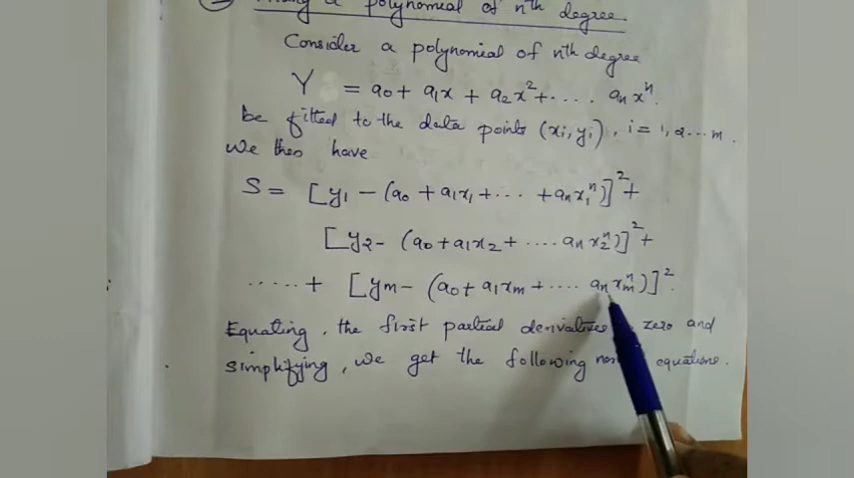 a polynomial of nth degree.
Consider a polynomial of nth degree
Y = a0 + a1x + a2x² + .... anxⁿ.
be fitted to the data points (xi, yi), i = 1, 2... m.
We then have
S = [y1 − (a0 + a1x1 + ... + anx1ⁿ)]² +
[y2 − (a0 + a1x2 + .... anx2ⁿ)]² +
..... + [ym − (a0 + a1xm + .... anxmⁿ)]².
Equating, the first partial derivatives zero and
simplifying, we get the following equations.